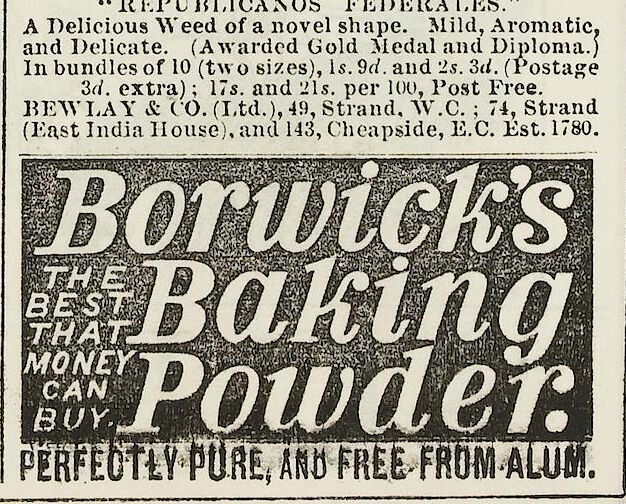 "REPUBLICANOS FEDERALES."
A Delicious Weed of a novel shape. Mild, Aromatic,
and Delicate. (Awarded Gold Medal and Diploma.)
In bundles of 10 (two sizes), 1s. 9d. and 2s. 3d. (Postage
3d. extra); 17s. and 21s. per 100, Post Free.
BEWLAY & CO. (Ltd.), 49, Strand, W.C.; 74, Strand
(East India House), and 143, Cheapside, E.C. Est. 1780.
Borwick's
Baking
Powder.
THE
BEST
THAT
MONEY
CAN
BUY.
PERFECTLY PURE, AND FREE FROM ALUM.